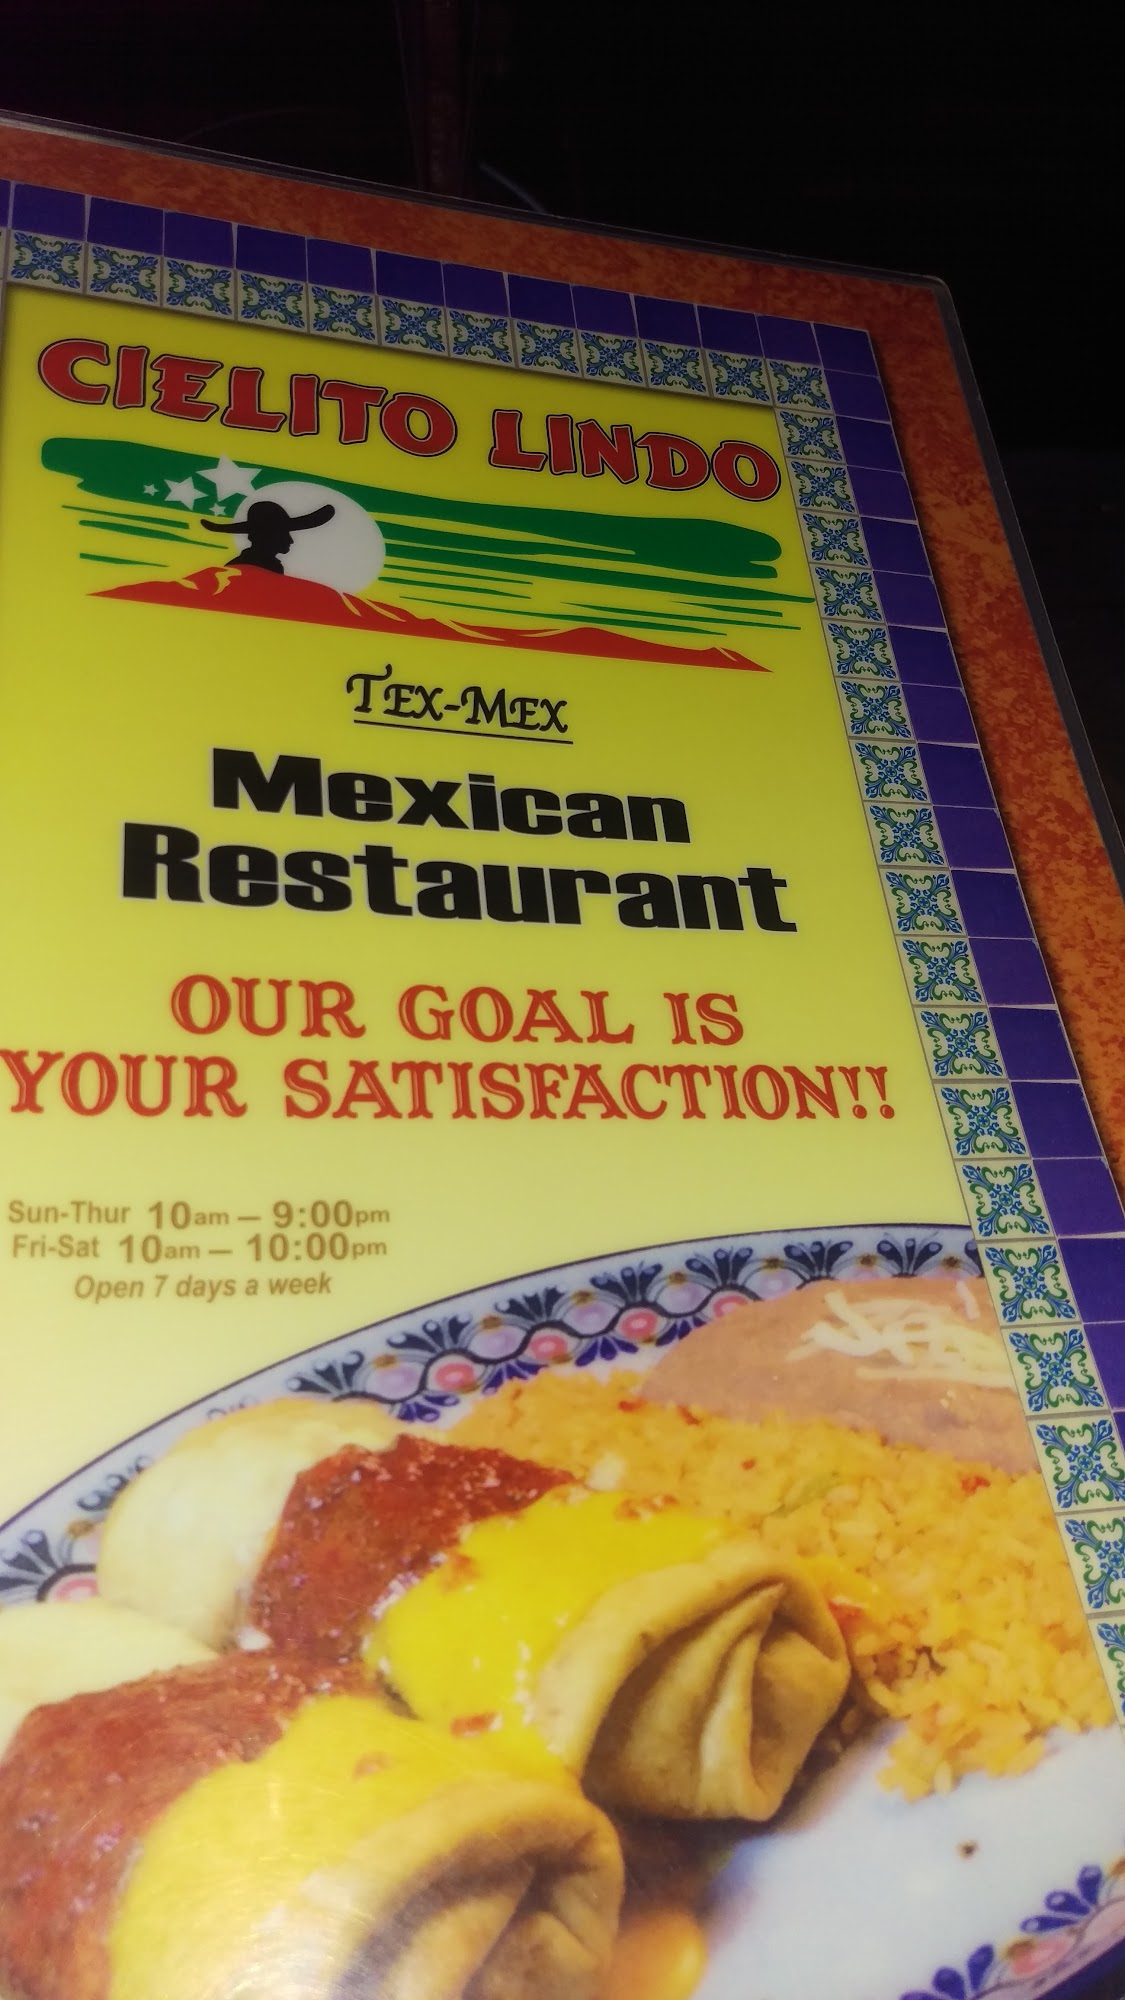 CIELITO LINDO
TEX-MEX
Mexican
Restaurant
OUR GOAL IS
YOUR SATISFACTION!!
Sun-Thur 10am – 9:00pm
Fri-Sat 10am – 10:00pm
Open 7 days a week